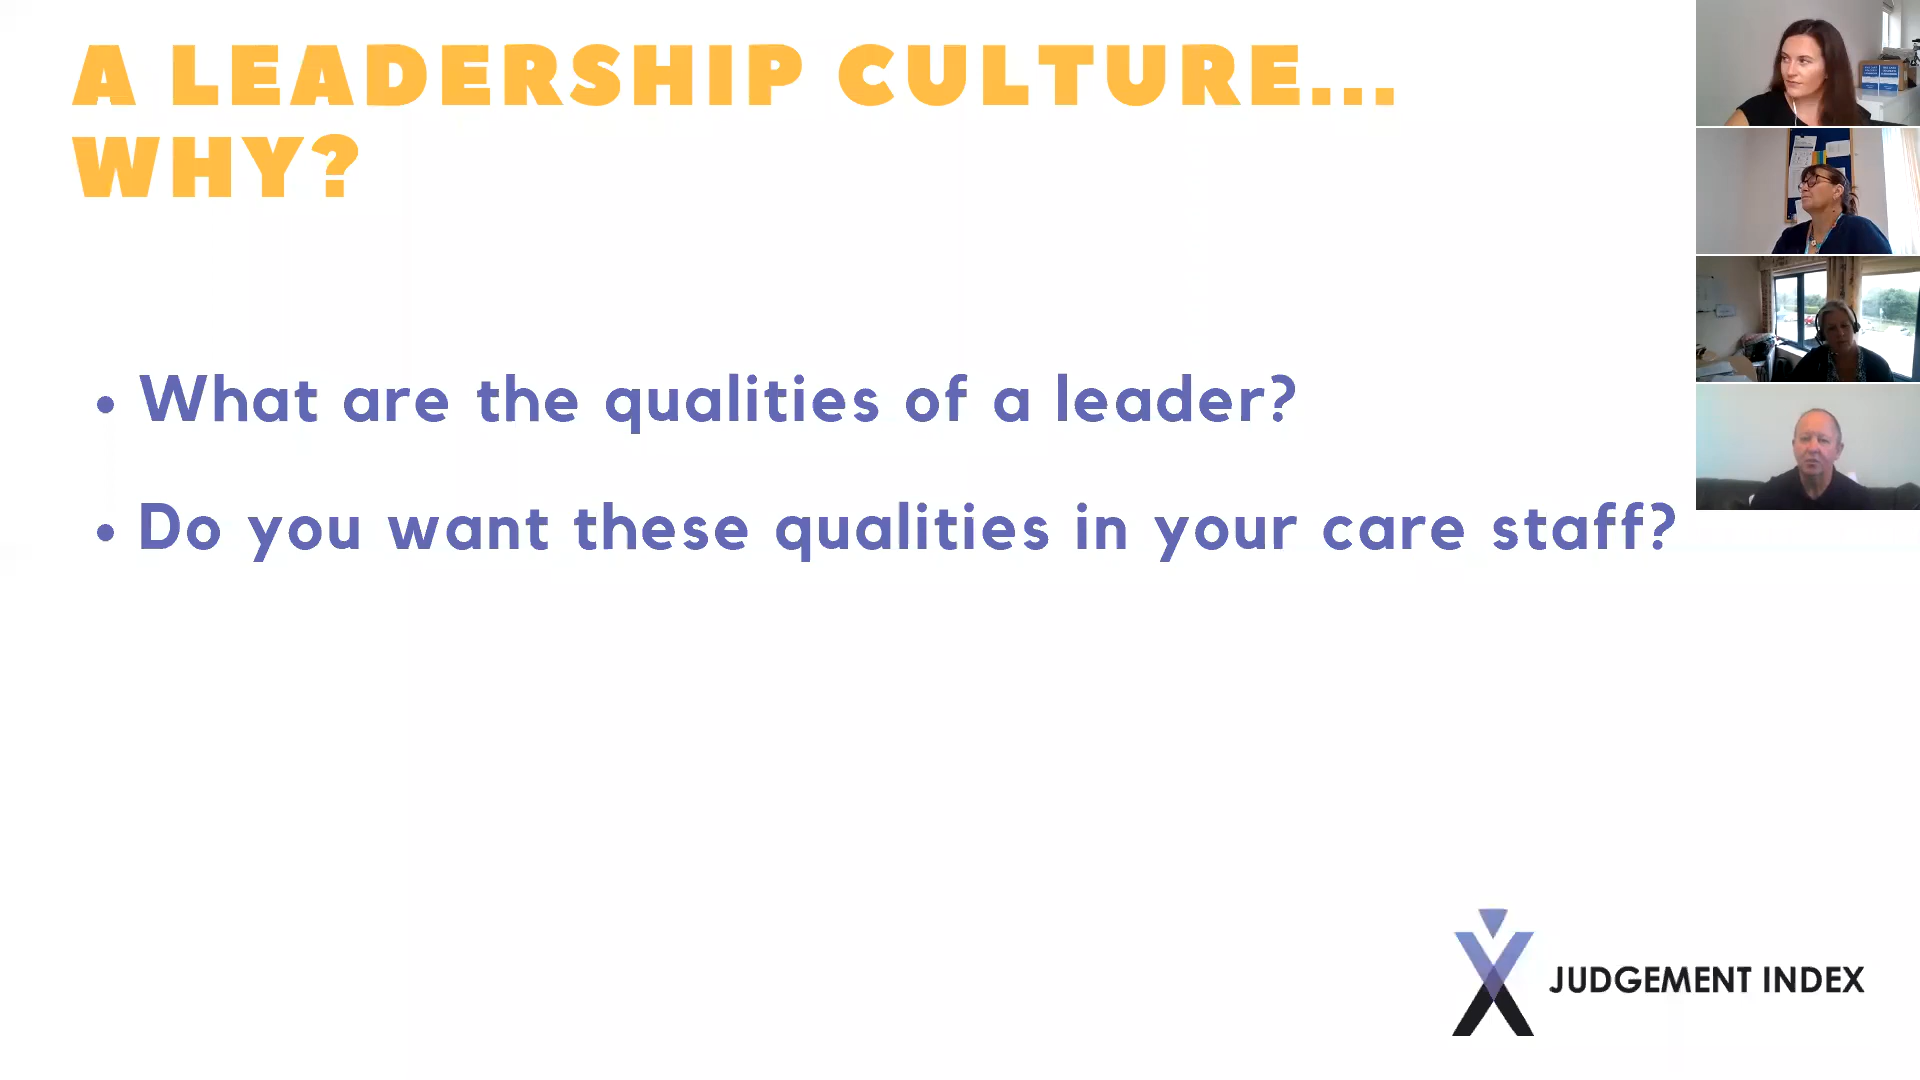 A LEADERSHIP CULTURE...
WHY?
• What are the qualities of a leader?
• Do you want these qualities in your care staff?
JUDGEMENT INDEX